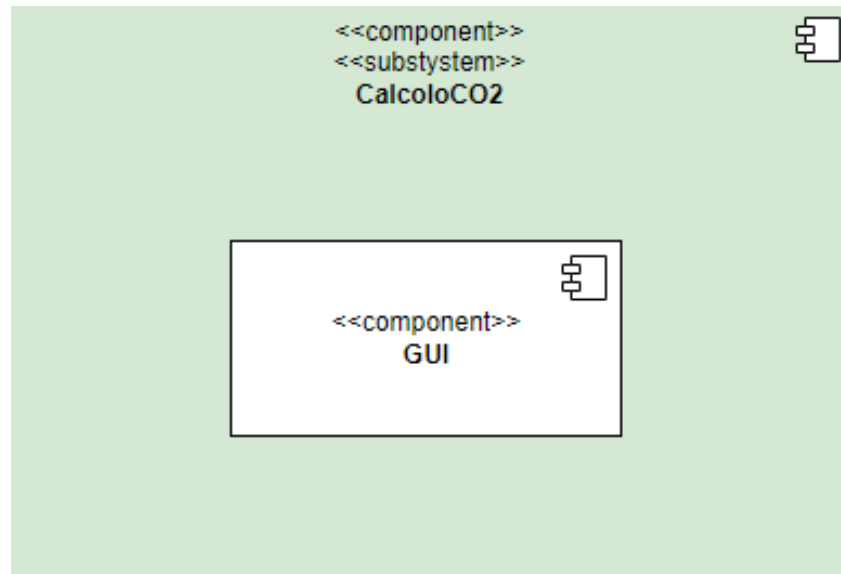 <<component>>
<<substystem>>
CalcoloCO2
<<component>>
GUI